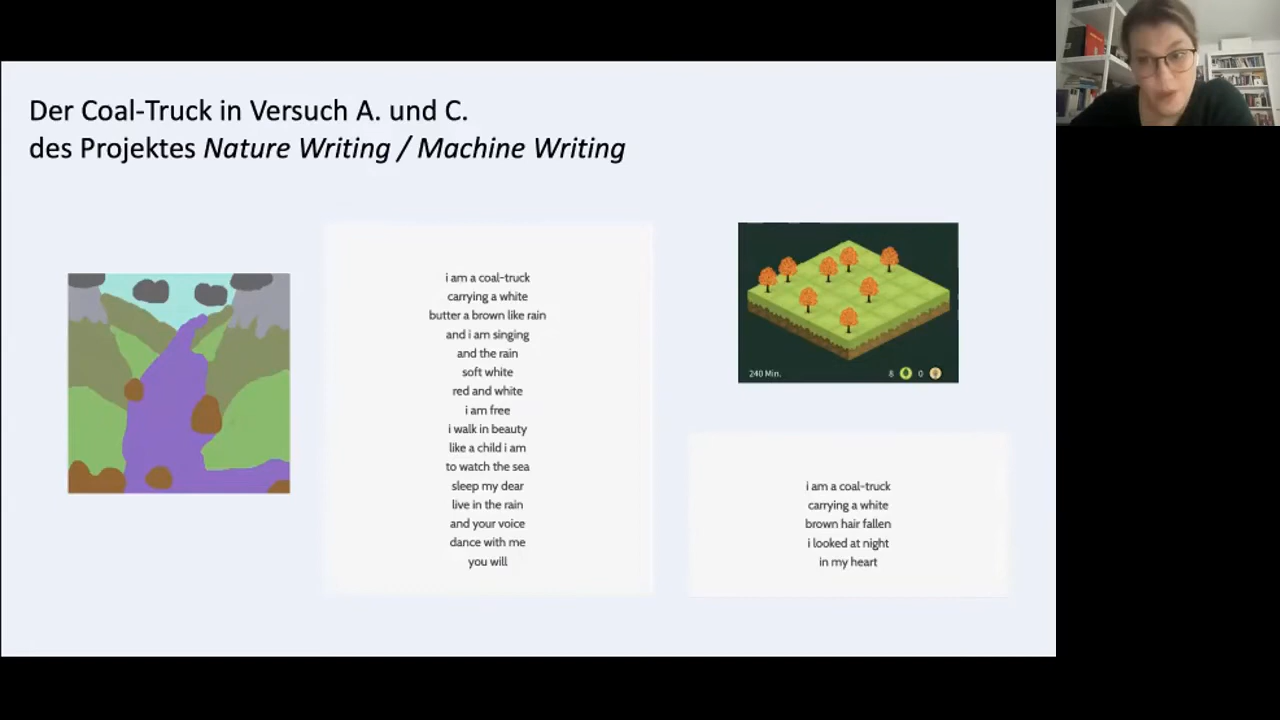 Der Coal-Truck in Versuch A. und C.
des Projektes Nature Writing / Machine Writing
i am a coal-truck
carrying a white
butter a brown like rain
and i am singing
and the rain
soft white
red and white
i am free
i walk in beauty
like a child i am
to watch the sea
sleep my dear
live in the rain
and your voice
dance with me
you will
240 Min.
8
0
i am a coal-truck
carrying a white
brown hair fallen
i looked at night
in my heart